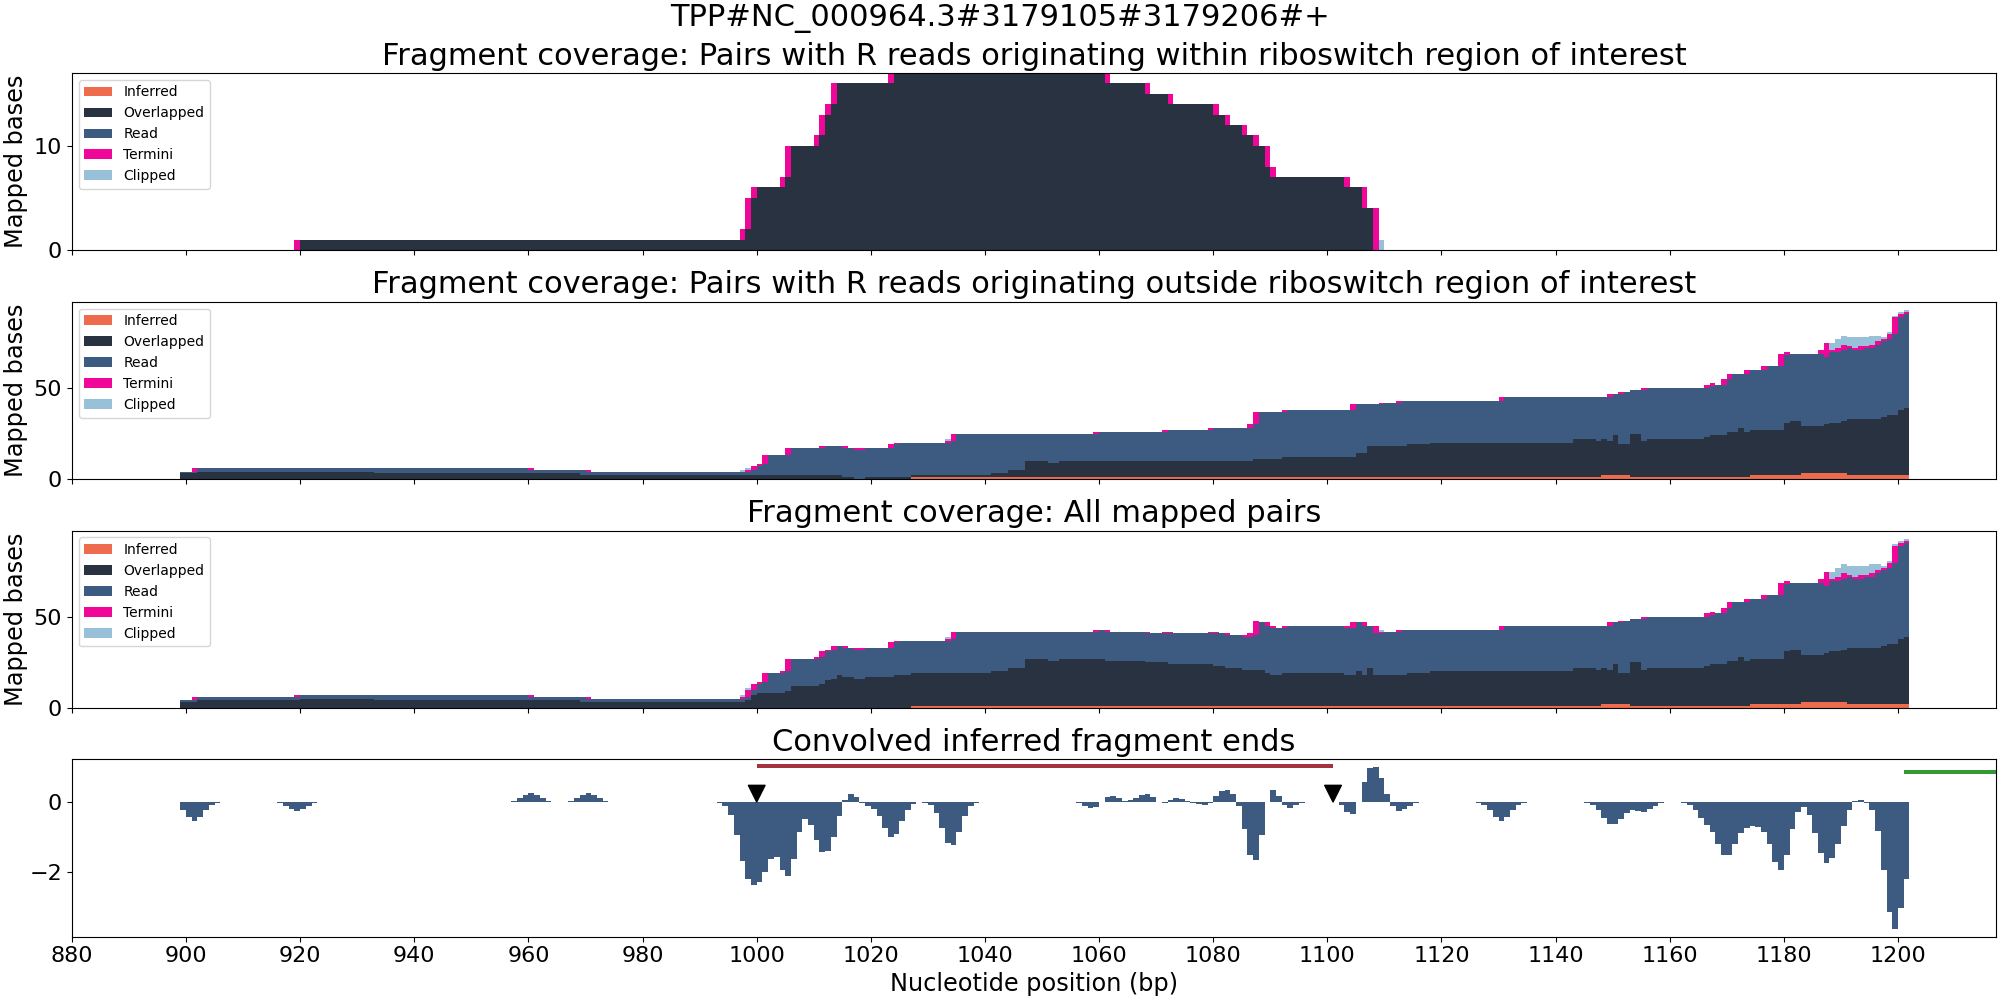 TPP#NC_000964.3#3179105#3179206#+
Fragment coverage: Pairs with R reads originating within riboswitch region of interest
Mapped bases
10
0
Inferred
Overlapped
Read
Termini
Clipped
Fragment coverage: Pairs with R reads originating outside riboswitch region of interest
Mapped bases
50
0
Inferred
Overlapped
Read
Termini
Clipped
Fragment coverage: All mapped pairs
Mapped bases
50
0
Inferred
Overlapped
Read
Termini
Clipped
Convolved inferred fragment ends
0
−2
880 900 920 940 960 980 1000 1020 1040 1060 1080 1100 1120 1140 1160 1180 1200
Nucleotide position (bp)